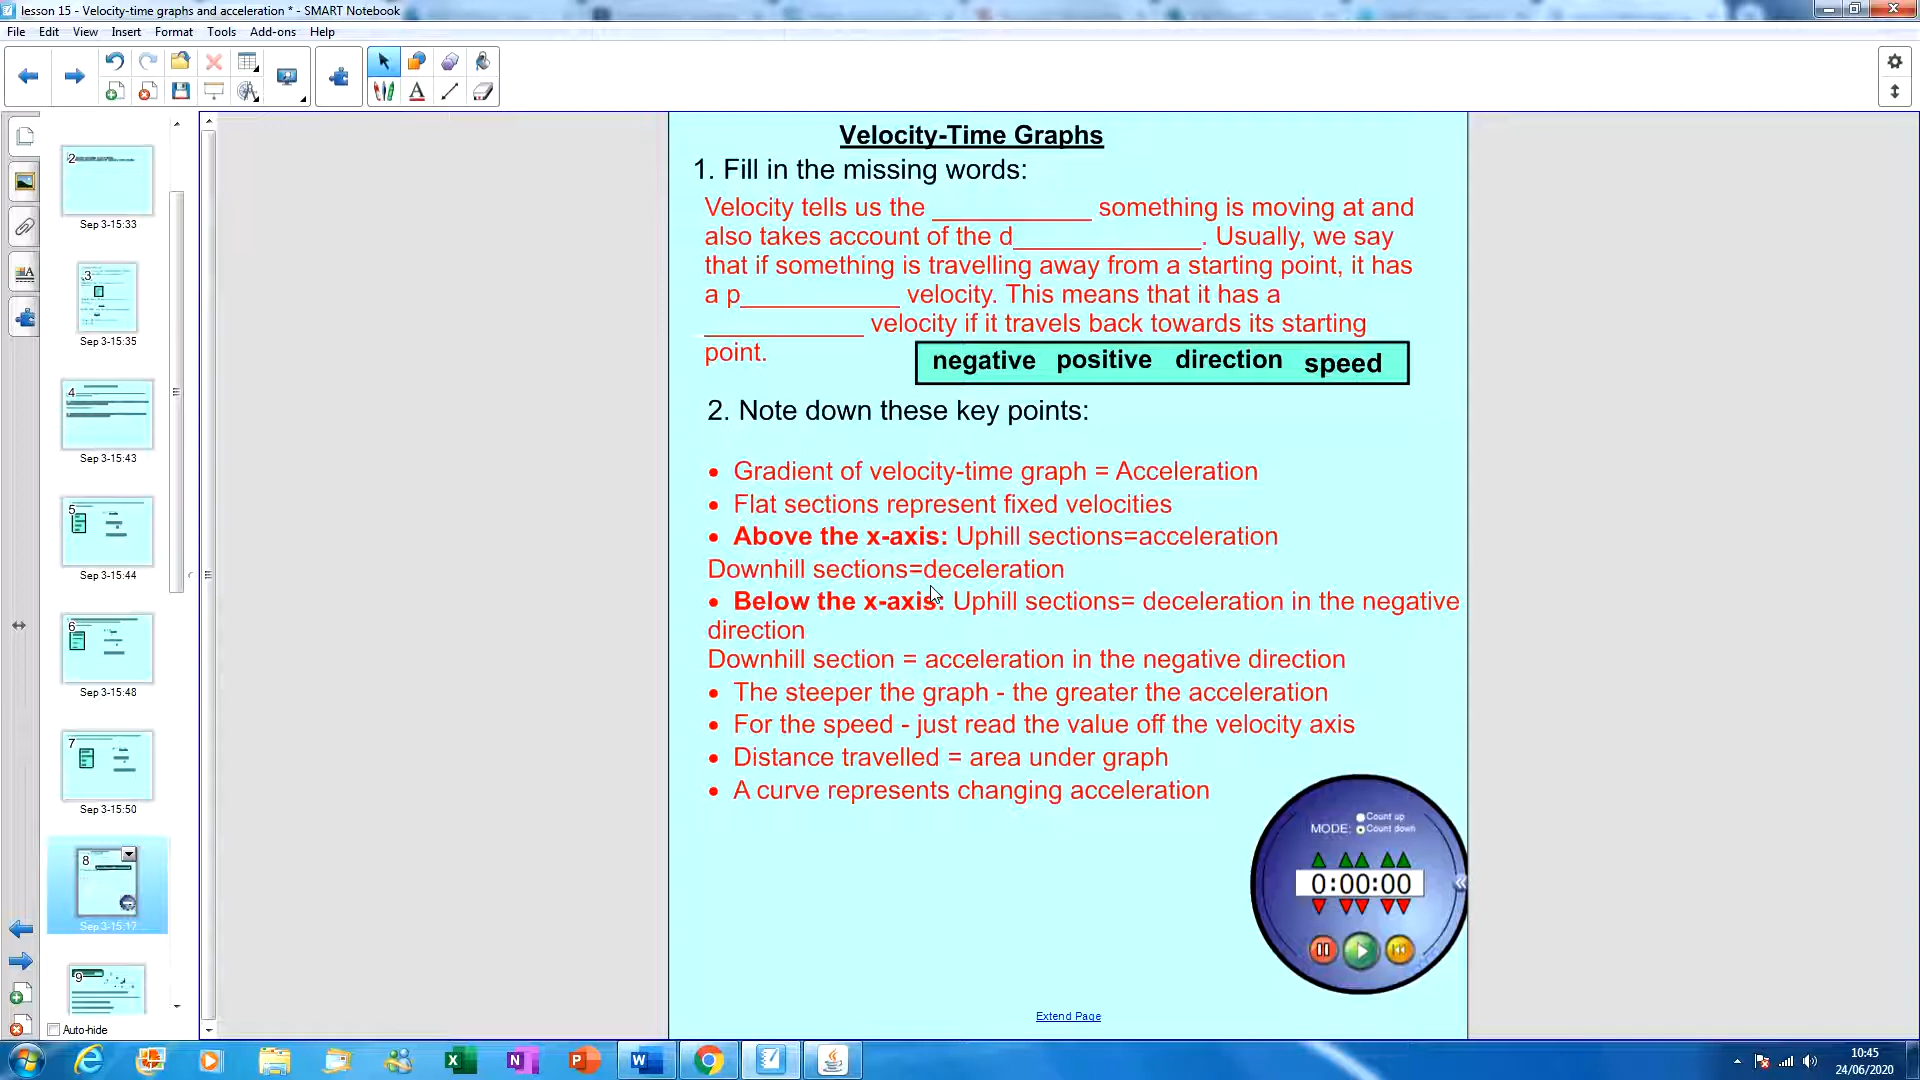 lesson 15 - Velocity-time graphs and acceleration * - SMART Notebook
File Edit View Insert Format Tools Add-ons Help
2
Sep 3-15:33
3
Sep 3-15:35
4
Sep 3-15:43
5
Sep 3-15:44
6
Sep 3-15:48
7
Sep 3-15:50
8
Sep 3-15:17
9
Auto-hide
Velocity-Time Graphs
1. Fill in the missing words:
Velocity tells us the ___________ something is moving at and
also takes account of the d_____________. Usually, we say
that if something is travelling away from a starting point, it has
a p___________ velocity. This means that it has a
___________ velocity if it travels back towards its starting
point.
negative positive direction speed
2. Note down these key points:
• Gradient of velocity-time graph = Acceleration
• Flat sections represent fixed velocities
• Above the x-axis: Uphill sections=acceleration
Downhill sections=deceleration
• Below the x-axis: Uphill sections= deceleration in the negative
direction
Downhill section = acceleration in the negative direction
• The steeper the graph - the greater the acceleration
• For the speed - just read the value off the velocity axis
• Distance travelled = area under graph
• A curve represents changing acceleration
MODE: Count up
Count down
0:00:00
Extend Page
10:45
24/06/2020